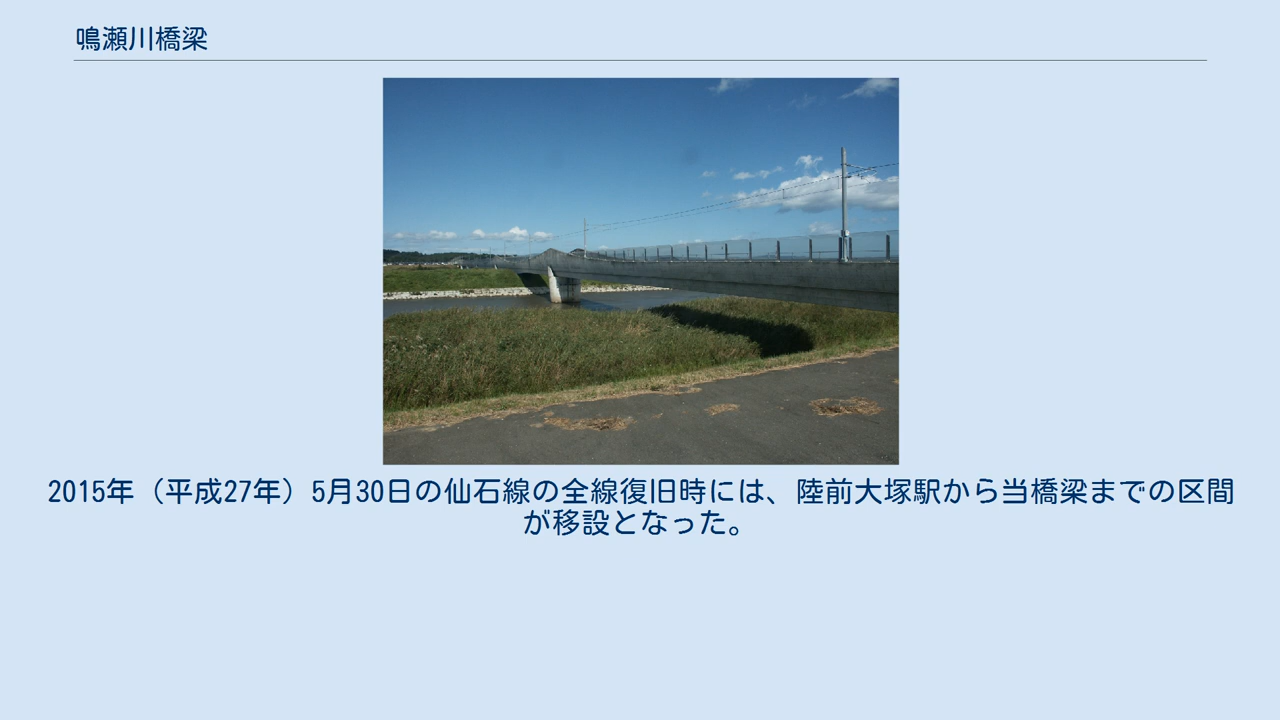 鳴瀬川橋梁
2015年（平成27年）5月30日の仙石線の全線復旧時には、陸前大塚駅から当橋梁までの区間
が移設となった。